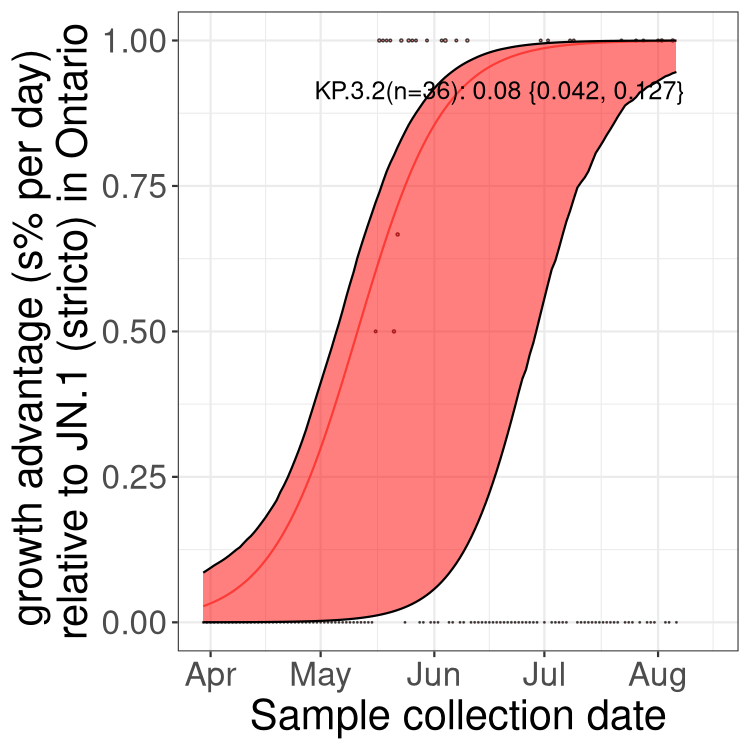 growth advantage (s% per day)
relative to JN.1 (stricto) in Ontario
1.00
0.75
0.50
0.25
0.00
KP.3.2(n=36): 0.08 {0.042, 0.127}
Apr May Jun Jul Aug
Sample collection date